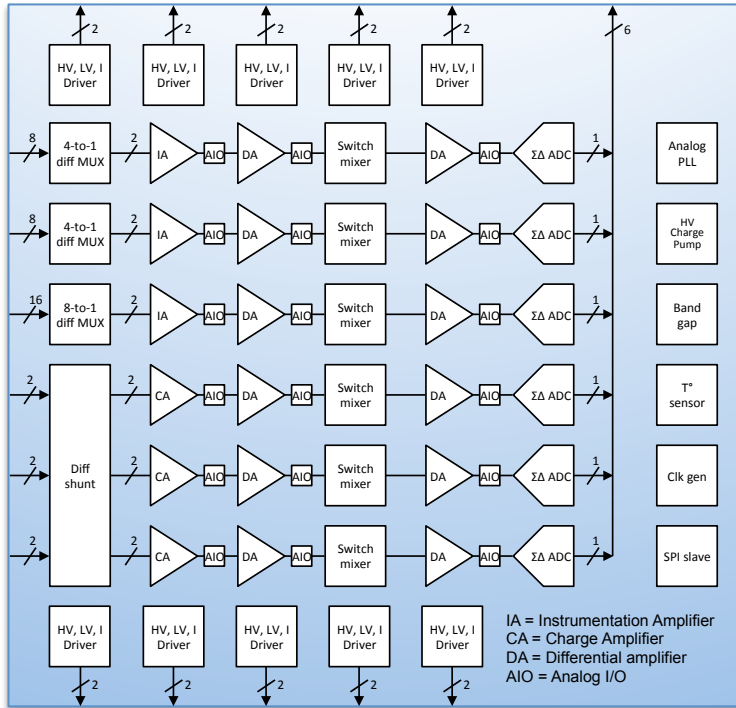 2 2 2 2 2 6
HV, LV, I HV, LV, I HV, LV, I HV, LV, I HV, LV, I
Driver Driver Driver Driver Driver
8 4-to-1 2 IA AIO DA AIO Switch DA AIO ΣΔ ADC 1 Analog
diff MUX mixer PLL
8 4-to-1 2 IA AIO DA AIO Switch DA AIO ΣΔ ADC 1 HV
diff MUX mixer Charge
Pump
16 8-to-1 2 IA AIO DA AIO Switch DA AIO ΣΔ ADC 1 Band
diff MUX mixer gap
2 2 CA AIO DA AIO Switch DA AIO ΣΔ ADC 1 T°
mixer sensor
2 Diff 2 CA AIO DA AIO Switch DA AIO ΣΔ ADC 1 Clk gen
shunt mixer
2 2 CA AIO DA AIO Switch DA AIO ΣΔ ADC 1 SPI slave
mixer
HV, LV, I HV, LV, I HV, LV, I HV, LV, I HV, LV, I
Driver Driver Driver Driver Driver
2 2 2 2 2
IA = Instrumentation Amplifier
CA = Charge Amplifier
DA = Differential amplifier
AIO = Analog I/O